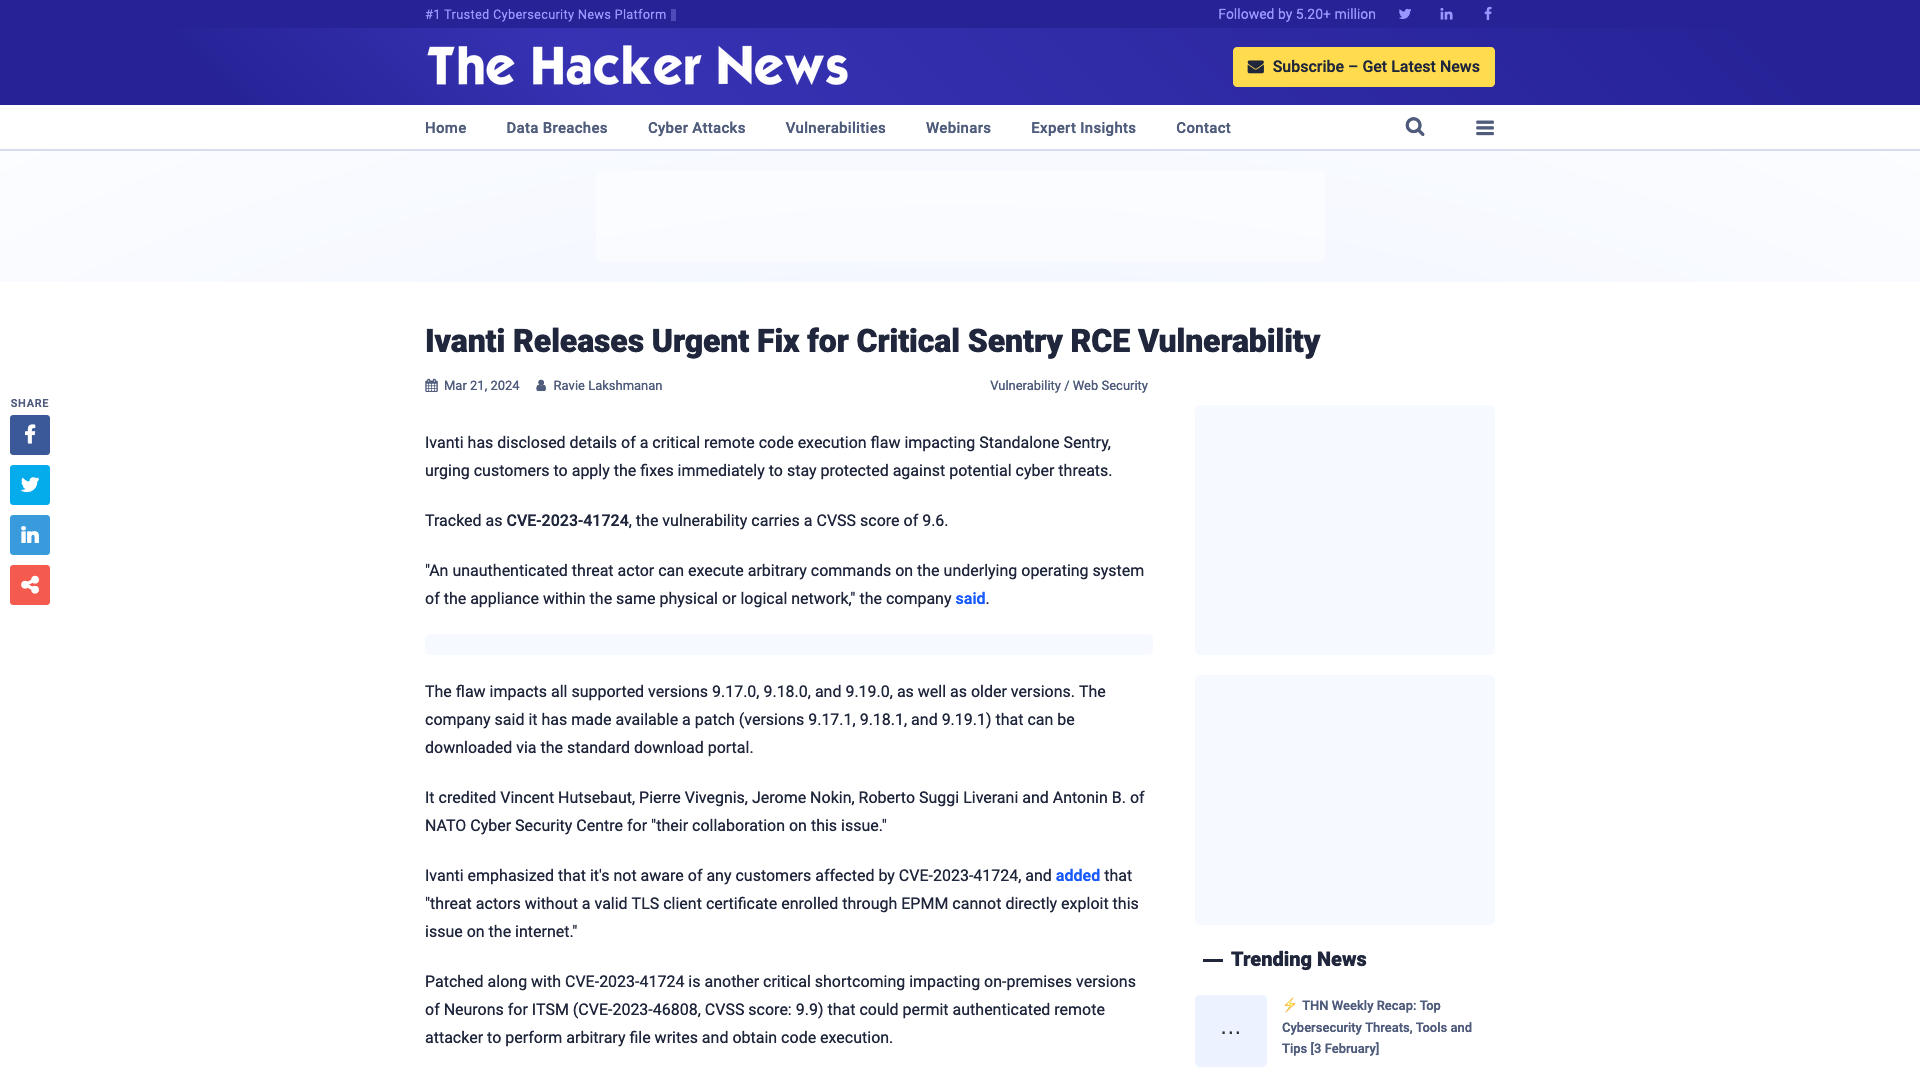 #1 Trusted Cybersecurity News Platform
Followed by 5.20+ million
The Hacker News
Subscribe – Get Latest News
Home
Data Breaches
Cyber Attacks
Vulnerabilities
Webinars
Expert Insights
Contact
Ivanti Releases Urgent Fix for Critical Sentry RCE Vulnerability
Mar 21, 2024
Ravie Lakshmanan
Vulnerability / Web Security
SHARE
Ivanti has disclosed details of a critical remote code execution flaw impacting Standalone Sentry,
urging customers to apply the fixes immediately to stay protected against potential cyber threats.
Tracked as CVE-2023-41724, the vulnerability carries a CVSS score of 9.6.
"An unauthenticated threat actor can execute arbitrary commands on the underlying operating system
of the appliance within the same physical or logical network," the company said.
The flaw impacts all supported versions 9.17.0, 9.18.0, and 9.19.0, as well as older versions. The
company said it has made available a patch (versions 9.17.1, 9.18.1, and 9.19.1) that can be
downloaded via the standard download portal.
It credited Vincent Hutsebaut, Pierre Vivegnis, Jerome Nokin, Roberto Suggi Liverani and Antonin B. of
NATO Cyber Security Centre for "their collaboration on this issue."
Ivanti emphasized that it's not aware of any customers affected by CVE-2023-41724, and added that
"threat actors without a valid TLS client certificate enrolled through EPMM cannot directly exploit this
issue on the internet."
Patched along with CVE-2023-41724 is another critical shortcoming impacting on-premises versions
of Neurons for ITSM (CVE-2023-46808, CVSS score: 9.9) that could permit authenticated remote
attacker to perform arbitrary file writes and obtain code execution.
Trending News
...
⚡ THN Weekly Recap: Top
Cybersecurity Threats, Tools and
Tips [3 February]